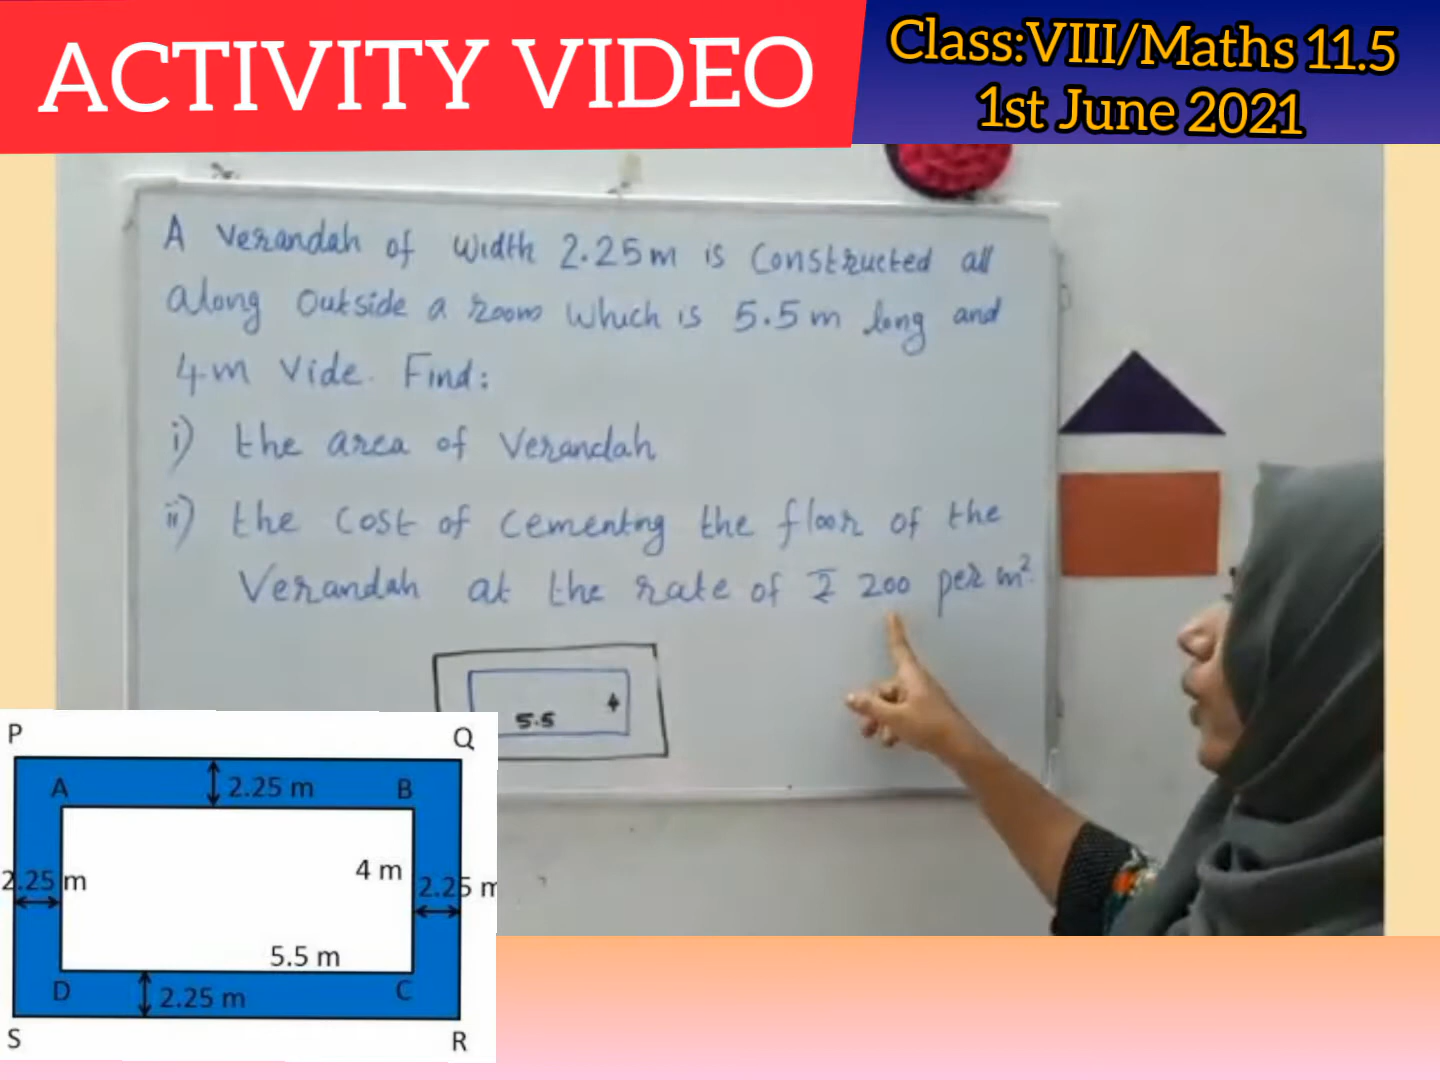 ACTIVITY VIDEO
Class:VIII/Maths 11.5
1st June 2021
A verandah of width 2.25m is constructed all
along outside a room which is 5.5m long and
4m Vide. Find:
i) the area of Verandah
ii) the cost of cementing the floor of the
Verandah at the rate of ₹ 200 per m².
5.5
4
P
Q
A
2.25 m
B
4 m
2.25 m
2.25 m
5.5 m
D
2.25 m
C
S
R